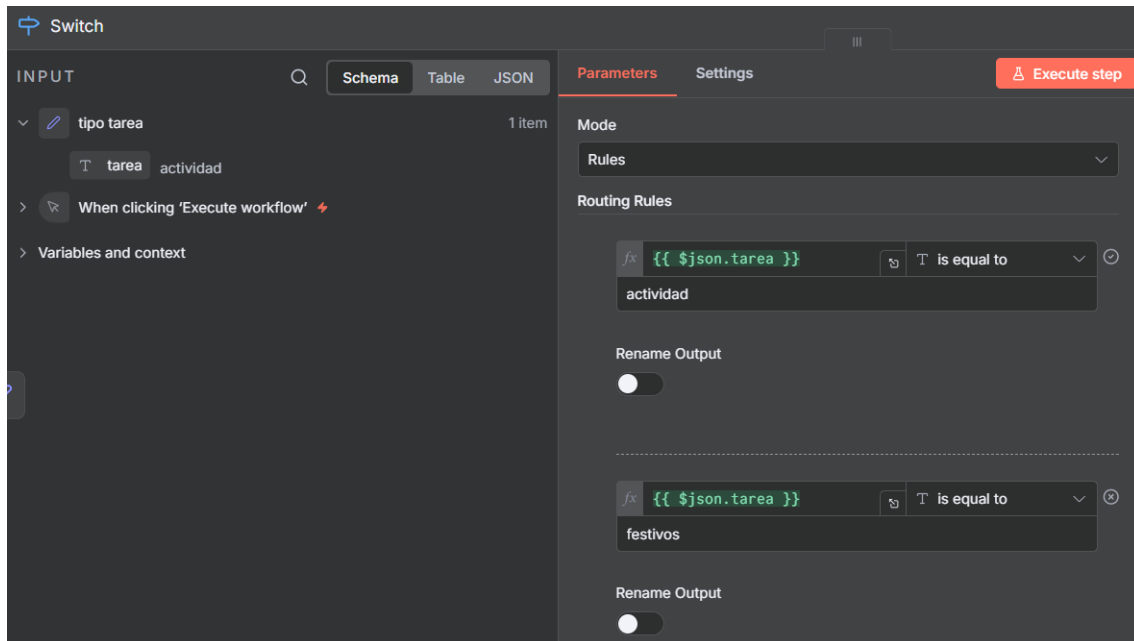 Switch
INPUT
Schema Table JSON
tipo tarea 1 item
T tarea actividad
When clicking ‘Execute workflow’
Variables and context
Parameters Settings Execute step
Mode
Rules
Routing Rules
fx {{ $json.tarea }} T is equal to
actividad
Rename Output
fx {{ $json.tarea }} T is equal to
festivos
Rename Output